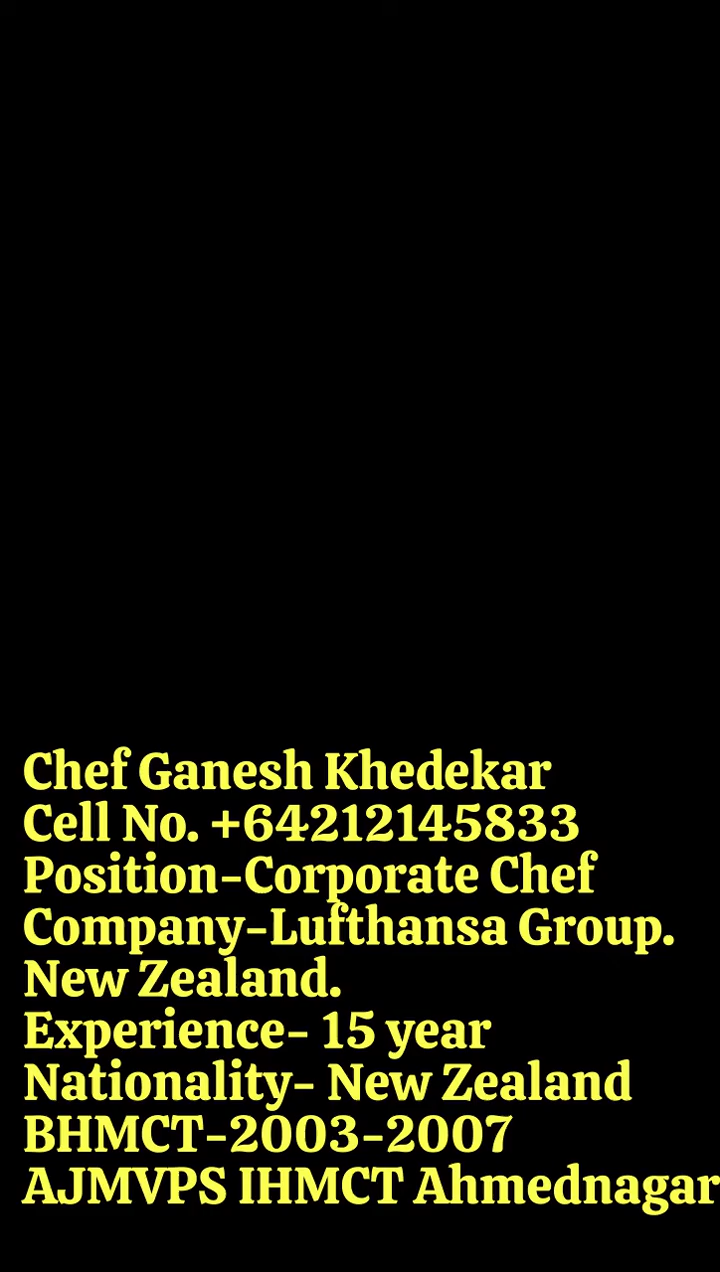 Chef Ganesh Khedekar
Cell No. +64212145833
Position-Corporate Chef
Company-Lufthansa Group.
New Zealand.
Experience- 15 year
Nationality- New Zealand
BHMCT-2003-2007
AJMVPS IHMCT Ahmednagar